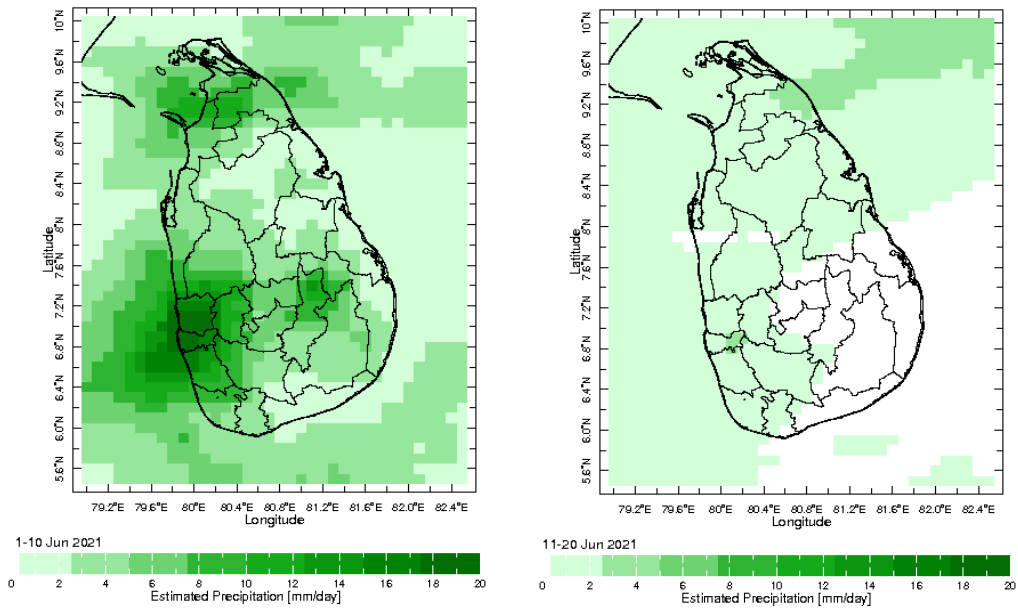 10°N
9.6°N
9.2°N
8.8°N
8.4°N
8°N
7.6°N
7.2°N
6.8°N
6.4°N
6.0°N
5.6°N
Latitude
79.2°E 79.6°E 80°E 80.4°E 80.8°E 81.2°E 81.6°E 82.0°E 82.4°E
Longitude
1-10 Jun 2021
0 2 4 6 8 10 12 14 16 18 20
Estimated Precipitation [mm/day]
10°N
9.6°N
9.2°N
8.8°N
8.4°N
8°N
7.6°N
7.2°N
6.8°N
6.4°N
6.0°N
5.6°N
Latitude
79.2°E 79.6°E 80°E 80.4°E 80.8°E 81.2°E 81.6°E 82.0°E 82.4°E
Longitude
11-20 Jun 2021
0 2 4 6 8 10 12 14 16 18 20
Estimated Precipitation [mm/day]